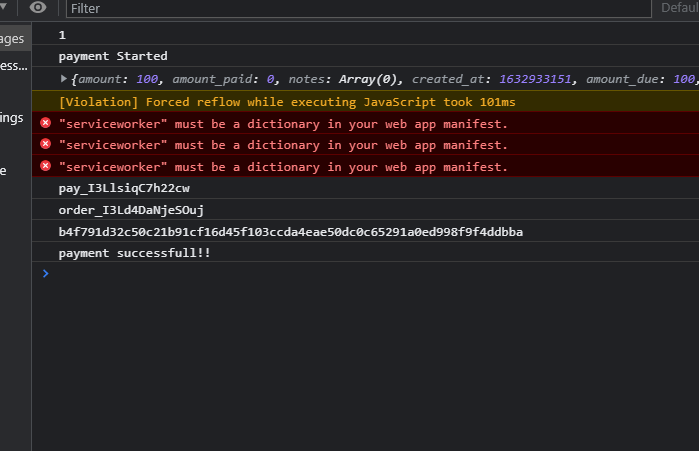 Filter
Defaul
ages
ess...
ngs
e
1
payment Started
{amount: 100, amount_paid: 0, notes: Array(0), created_at: 1632933151, amount_due: 100,
[Violation] Forced reflow while executing JavaScript took 101ms
"serviceworker" must be a dictionary in your web app manifest.
"serviceworker" must be a dictionary in your web app manifest.
"serviceworker" must be a dictionary in your web app manifest.
pay_I3LlsiqC7h22cw
order_I3Ld4DaNjeSOuj
b4f791d32c50c21b91cf16d45f103ccda4eae50dc0c65291a0ed998f9f4ddbba
payment successfull!!